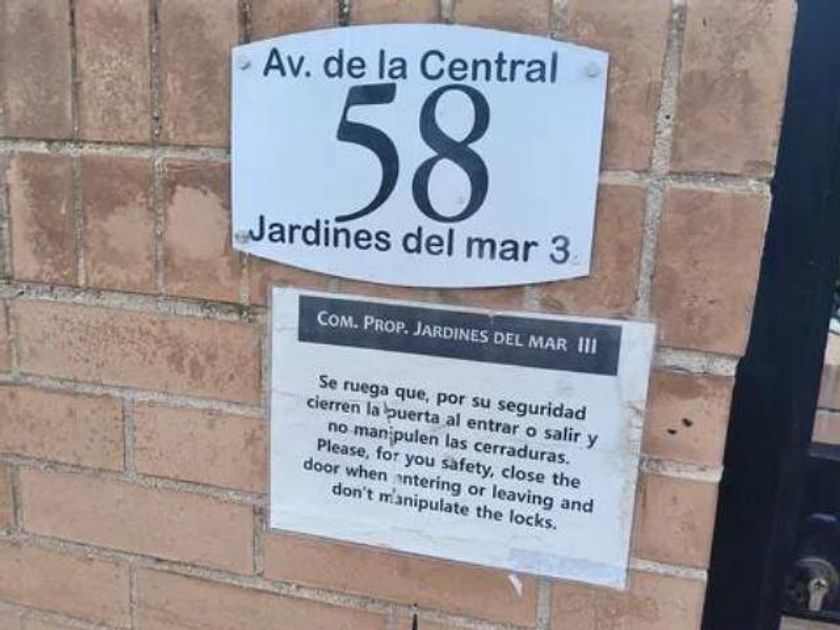 Av. de la Central
58
Jardines del mar 3
COM. PROP. JARDINES DEL MAR III
Se ruega que, por su seguridad
cierren la puerta al entrar o salir y
no manipulen las cerraduras.
Please, for you safety, close the
door when entering or leaving and
don't manipulate the locks.